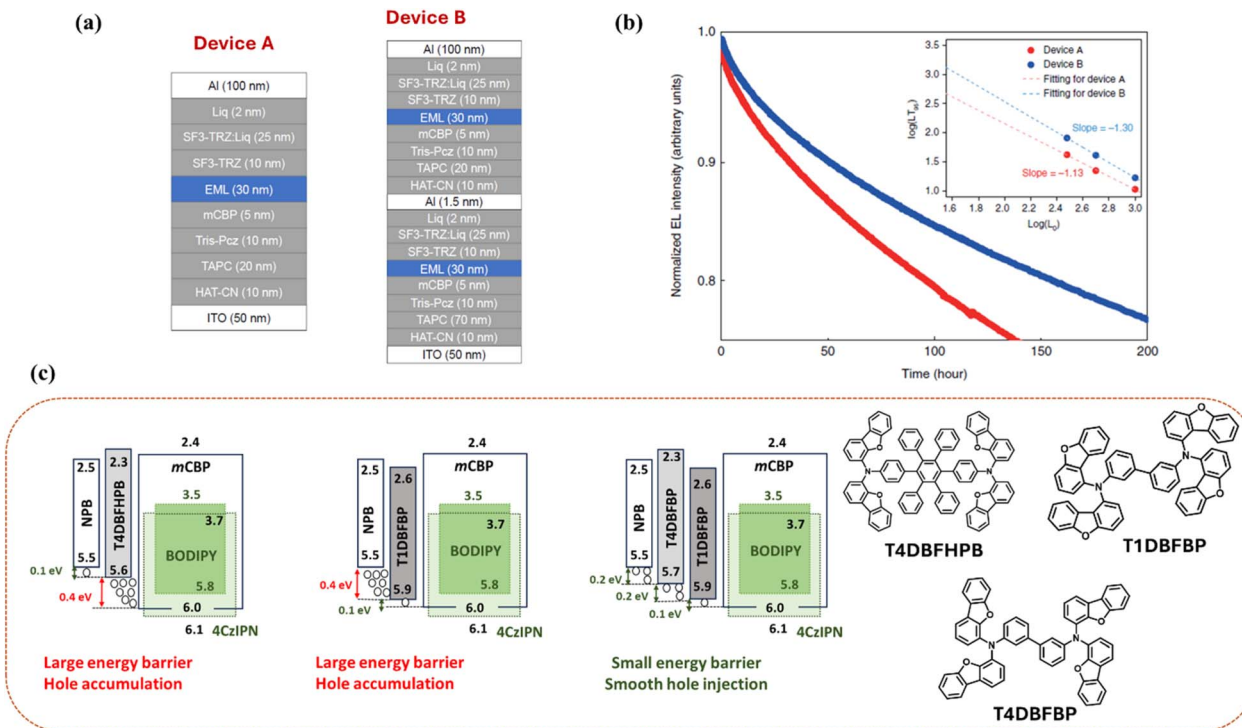 (a)
Device A
Al (100 nm)
Liq (2 nm)
SF3-TRZ:Liq (25 nm)
SF3-TRZ (10 nm)
EML (30 nm)
mCBP (5 nm)
Tris-Pcz (10 nm)
TAPC (20 nm)
HAT-CN (10 nm)
ITO (50 nm)
Device B
Al (100 nm)
Liq (2 nm)
SF3-TRZ:Liq (25 nm)
SF3-TRZ (10 nm)
EML (30 nm)
mCBP (5 nm)
Tris-Pcz (10 nm)
TAPC (20 nm)
HAT-CN (10 nm)
Al (1.5 nm)
Liq (2 nm)
SF3-TRZ:Liq (25 nm)
SF3-TRZ (10 nm)
EML (30 nm)
mCBP (5 nm)
Tris-Pcz (10 nm)
TAPC (70 nm)
HAT-CN (10 nm)
ITO (50 nm)
(b)
Normalized EL intensity (arbitrary units)
1.0
0.9
0.8
0 50 100 150 200
Time (hour)
log(LT95)
3.5
3.0
2.5
2.0
1.5
1.0
1.6 1.8 2.0 2.2 2.4 2.6 2.8 3.0
Log(L0)
Device A
Device B
Fitting for device A
Fitting for device B
Slope = –1.30
Slope = –1.13
(c)
2.5
NPB
5.5
2.3
T4DBFHPB
5.6
2.4
mCBP
3.5
3.7
BODIPY
5.8
6.0
6.1
4CzIPN
0.1 eV
0.4 eV
Large energy barrier
Hole accumulation
2.5
NPB
5.5
2.6
T1DBFBP
5.9
2.4
mCBP
3.5
3.7
BODIPY
5.8
6.0
6.1
4CzIPN
0.4 eV
0.1 eV
Large energy barrier
Hole accumulation
2.5
NPB
5.5
2.3
T4DBFBP
5.7
2.6
T1DBFBP
5.9
2.4
mCBP
3.5
3.7
BODIPY
5.8
6.0
6.1
4CzIPN
0.2 eV
0.2 eV
0.1 eV
Small energy barrier
Smooth hole injection
O
O
N
N
O
O
T4DBFHPB
O
O
N
N
O
O
T1DBFBP
O
O
N
N
O
O
T4DBFBP